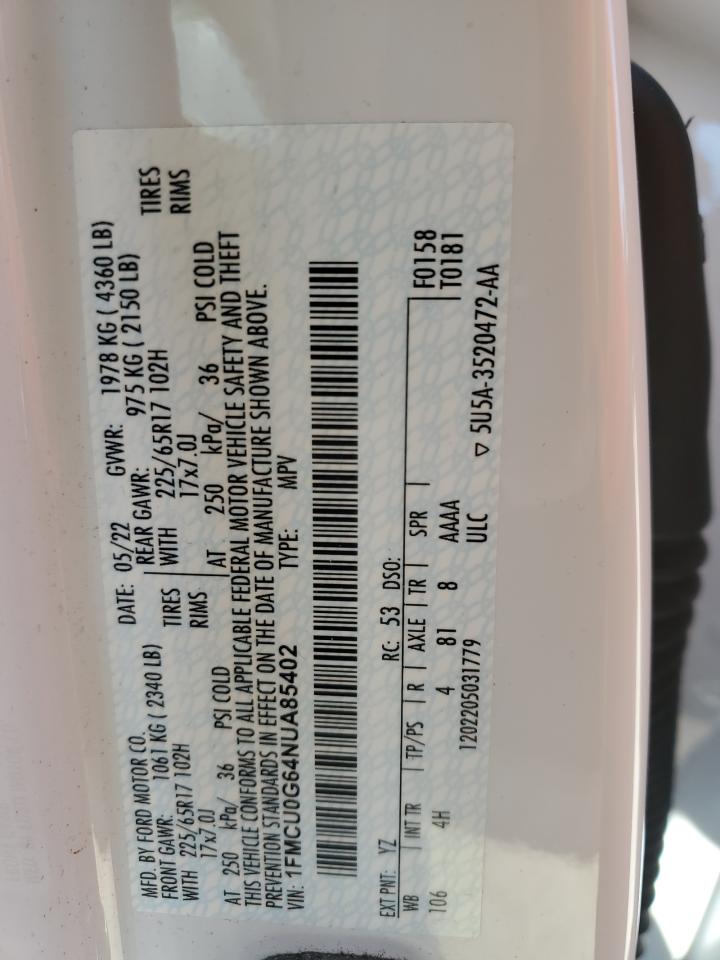 MFD. BY FORD MOTOR CO. DATE: 05/22 GVWR: 1978 KG ( 4360 LB)
FRONT GAWR: 1061 KG ( 2340 LB) REAR GAWR: 975 KG ( 2150 LB)
WITH 225/65R17 102H TIRES WITH 225/65R17 102H TIRES
17x7.0J RIMS 17x7.0J RIMS
AT 250 kPa/ 36 PSI COLD AT 250 kPa/ 36 PSI COLD
THIS VEHICLE CONFORMS TO ALL APPLICABLE FEDERAL MOTOR VEHICLE SAFETY AND THEFT
PREVENTION STANDARDS IN EFFECT ON THE DATE OF MANUFACTURE SHOWN ABOVE.
VIN: 1FMCU0G64NUA85402 TYPE: MPV
EXT PNT: YZ RC: 53 DSO:
WB INT TR TP/PS R AXLE TR SPR F0158
106 4H 4 81 8 AAAA T0181
1202205031779 ULC ▽ 5U5A-3520472-AA